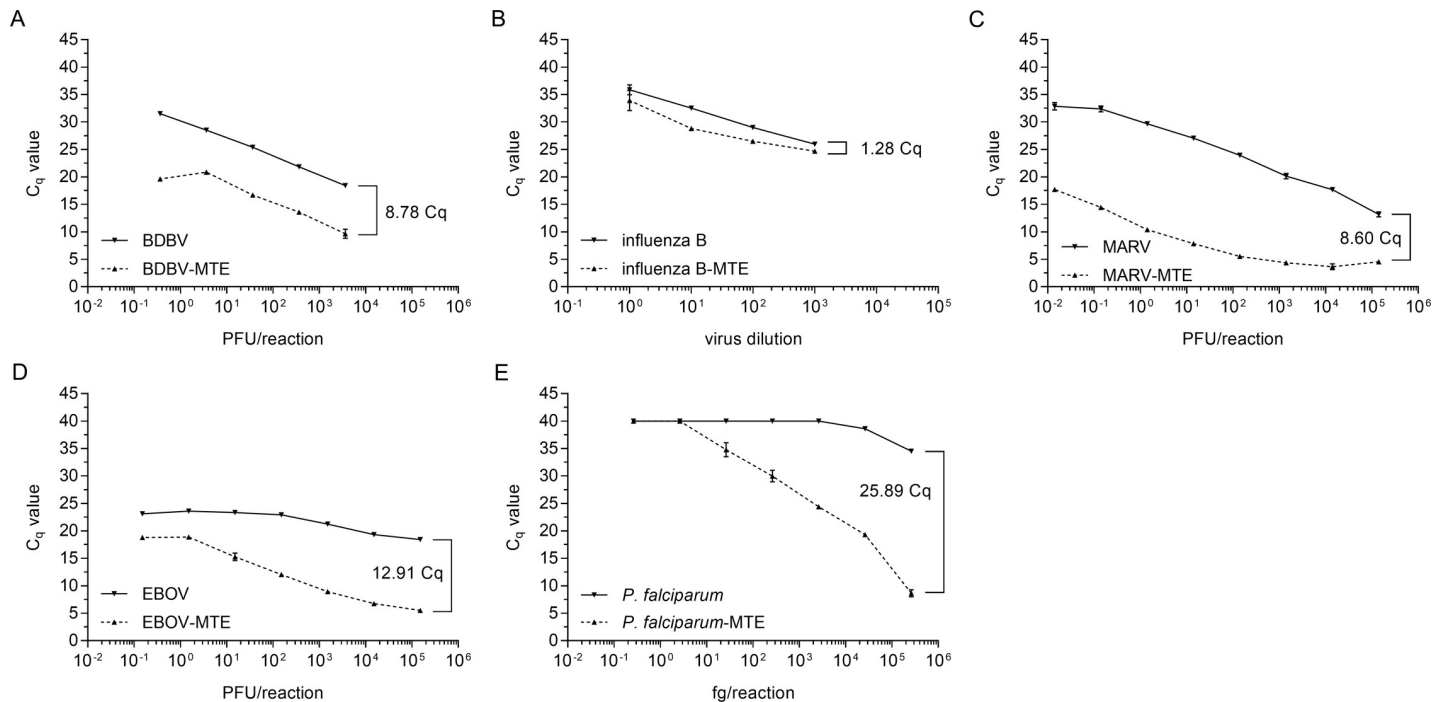 A
45
40
35
30
25
20
15
10
5
0
Cq value
BDBV
BDBV-MTE
8.78 Cq
10-2 10-1 100 101 102 103 104 105 106
PFU/reaction
B
45
40
35
30
25
20
15
10
5
0
Cq value
1.28 Cq
influenza B
influenza B-MTE
10-1 100 101 102 103 104 105
virus dilution
C
45
40
35
30
25
20
15
10
5
0
Cq value
8.60 Cq
MARV
MARV-MTE
10-2 10-1 100 101 102 103 104 105 106
PFU/reaction
D
45
40
35
30
25
20
15
10
5
0
Cq value
12.91 Cq
EBOV
EBOV-MTE
10-2 10-1 100 101 102 103 104 105 106
PFU/reaction
E
45
40
35
30
25
20
15
10
5
0
Cq value
25.89 Cq
P. falciparum
P. falciparum-MTE
10-2 10-1 100 101 102 103 104 105 106
fg/reaction